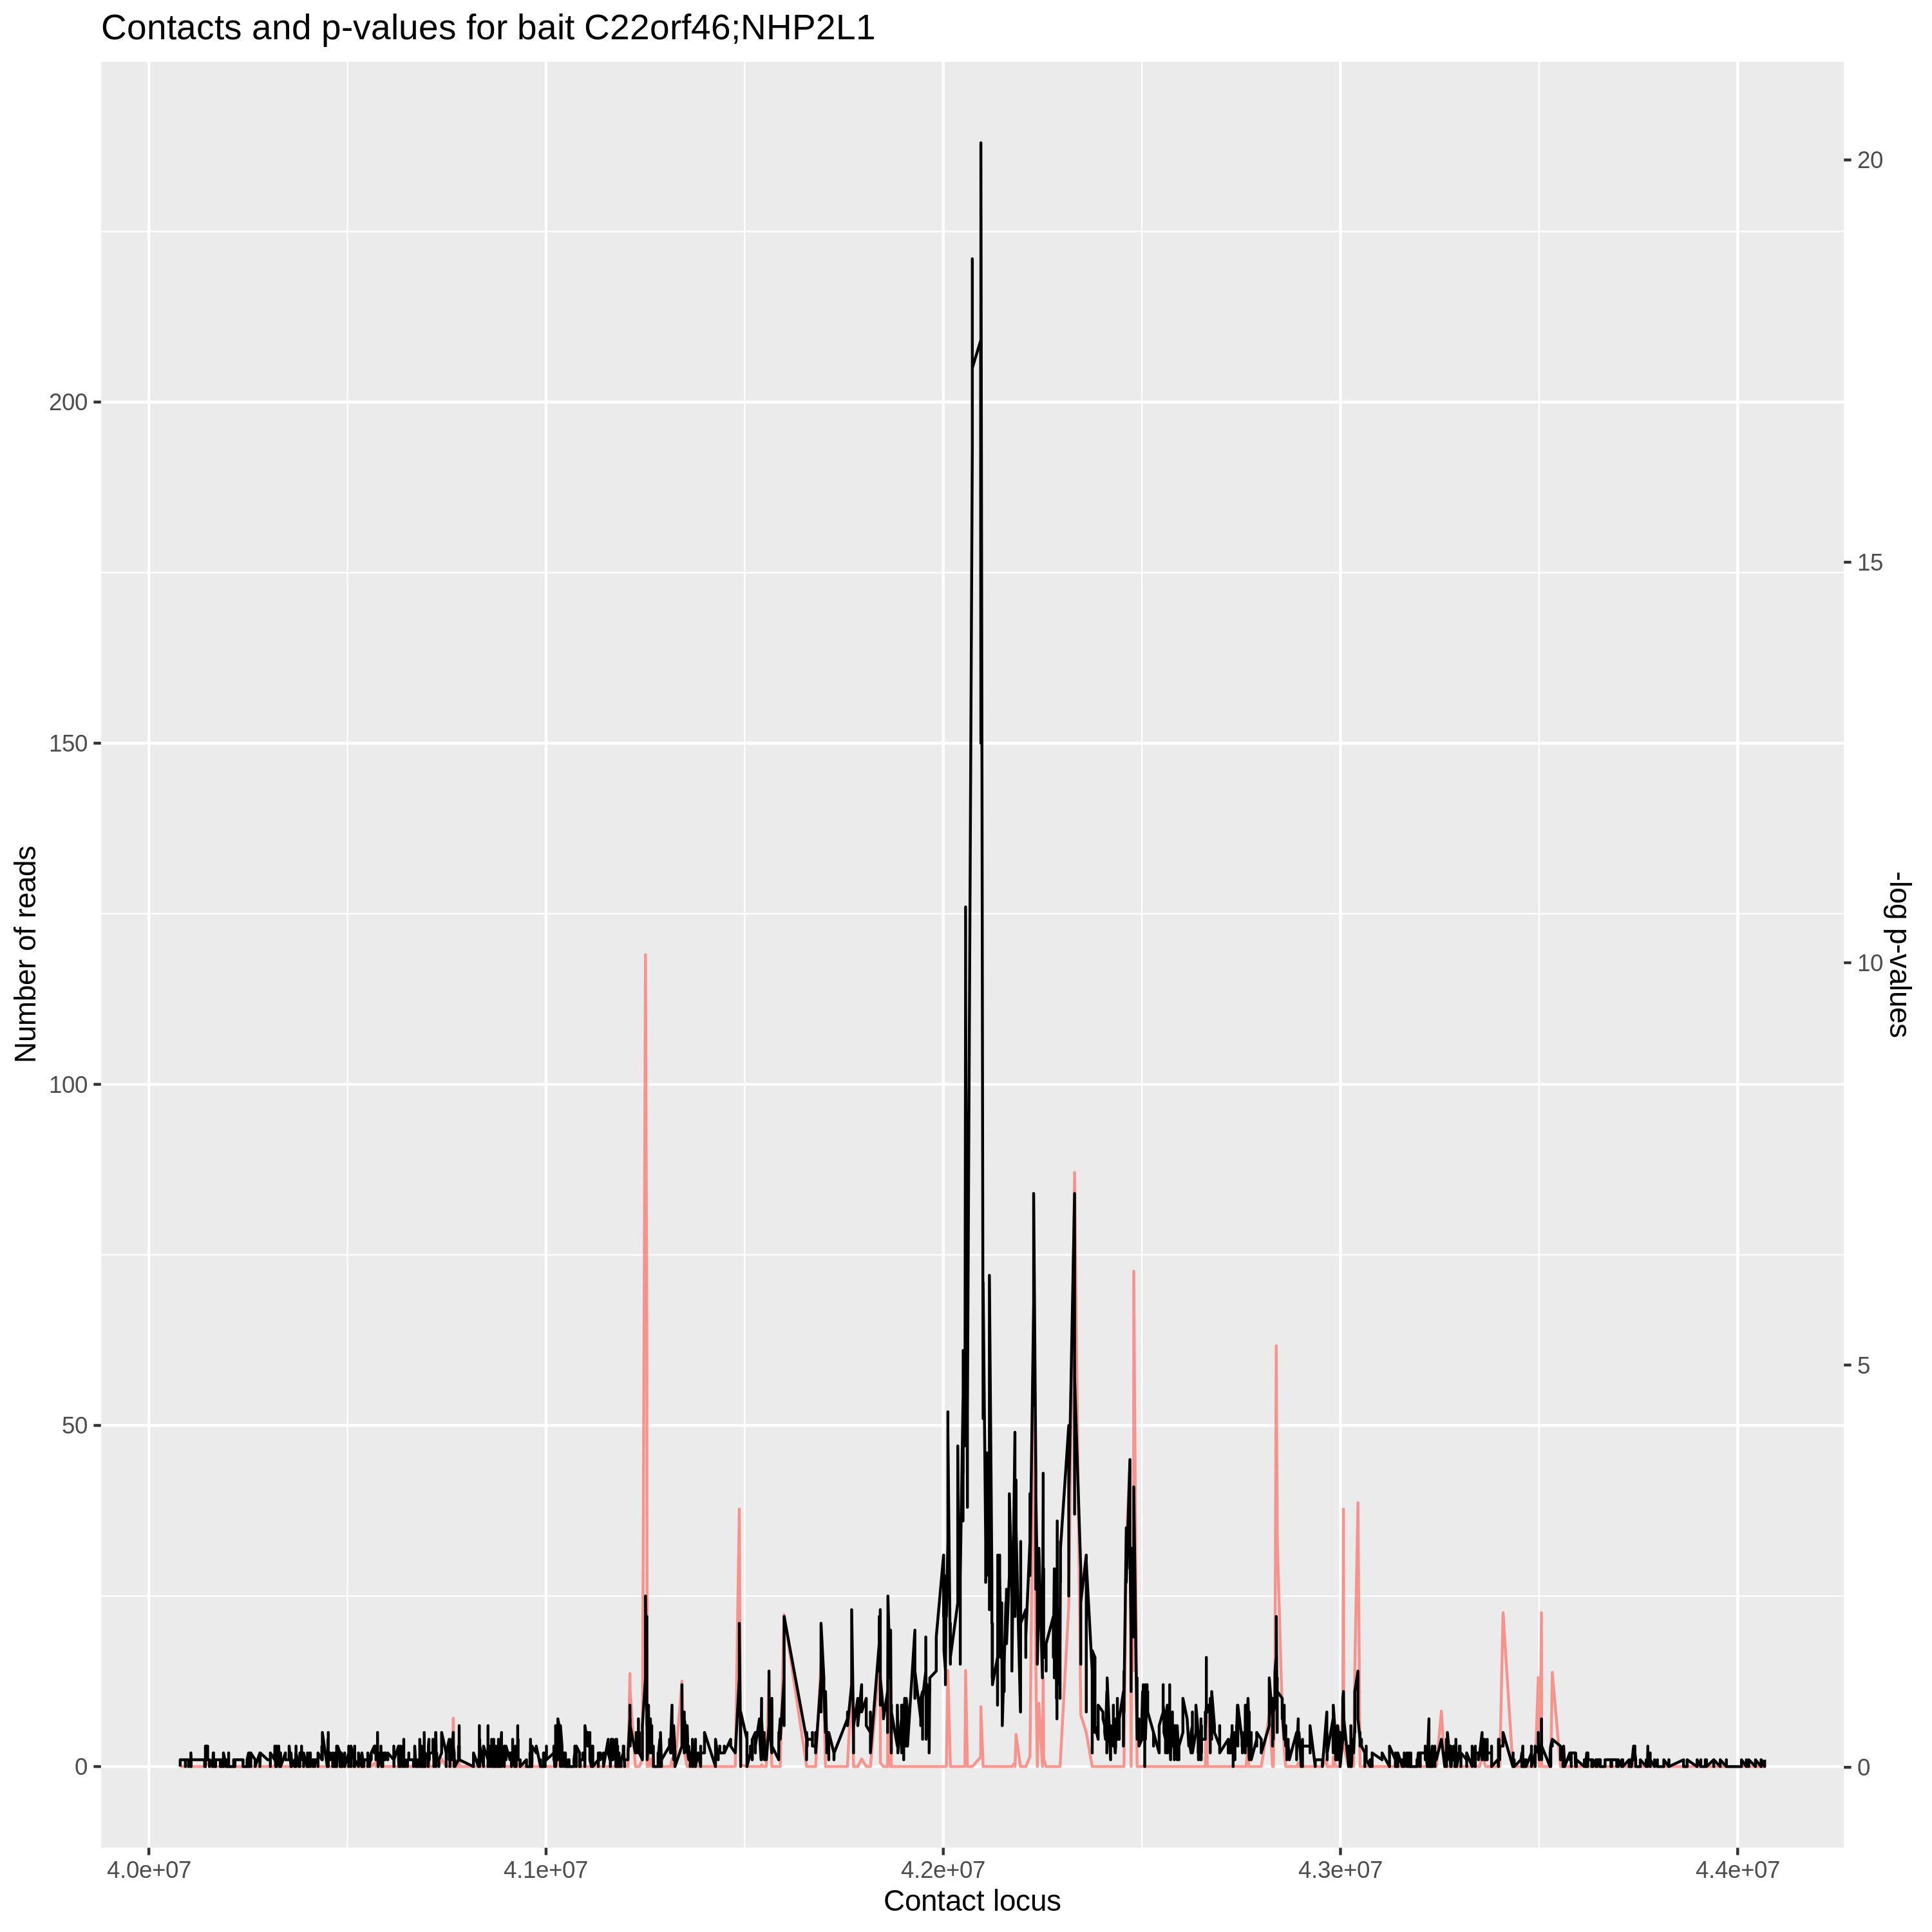 Contacts and p-values for bait C22orf46;NHP2L1
Number of reads
200
150
100
50
0
20
15
10
5
0
-log p-values
4.0e+07
4.1e+07
4.2e+07
4.3e+07
4.4e+07
Contact locus